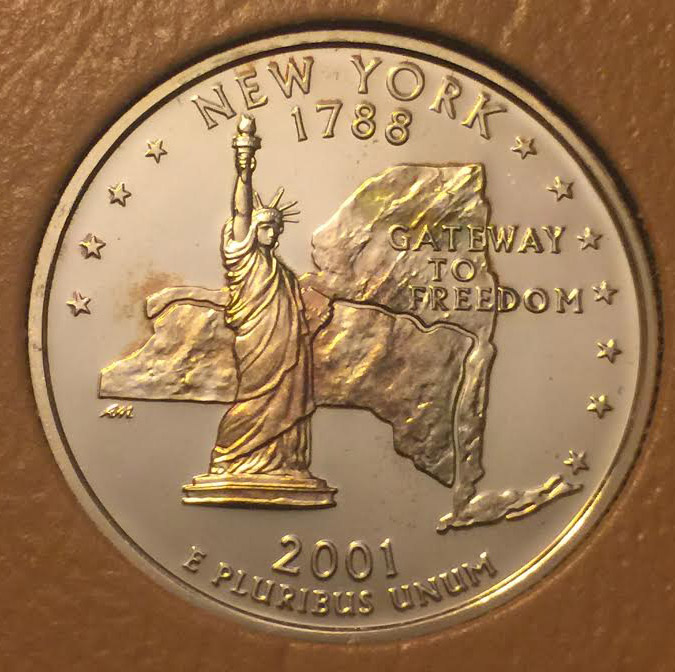 NEW YORK
1788
GATEWAY
TO
FREEDOM
AM
2001
E PLURIBUS UNUM